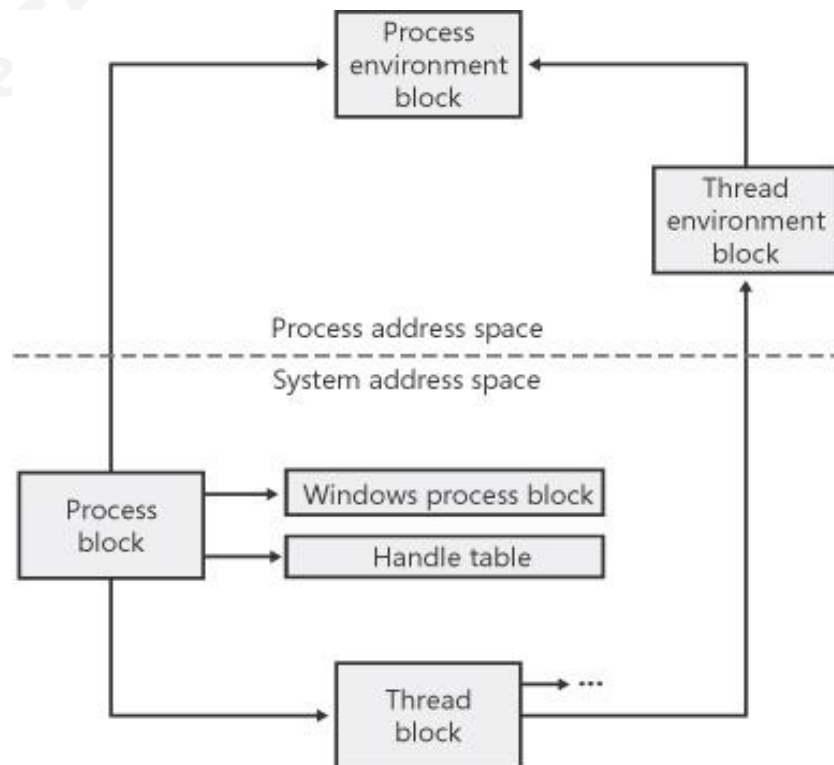 Process
environment
block
Thread
environment
block
Process address space
System address space
Process
block
Windows process block
Handle table
Thread
block
...